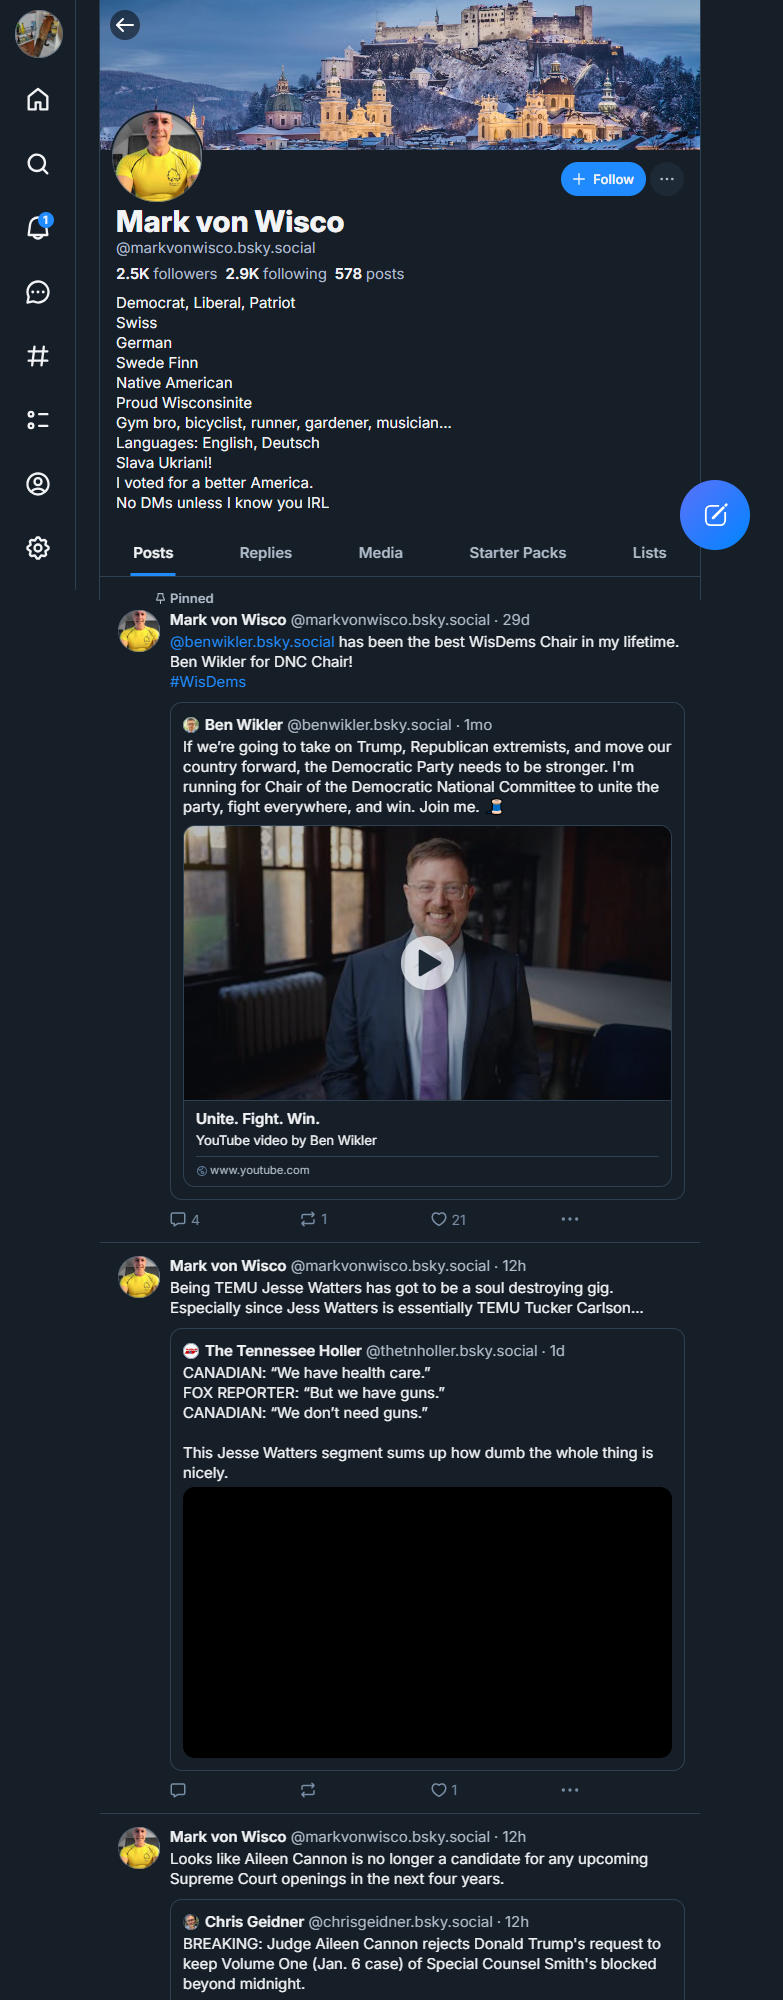 1
Follow
Mark von Wisco
@markvonwisco.bsky.social
2.5K followers 2.9K following 578 posts
Democrat, Liberal, Patriot
Swiss
German
Swede Finn
Native American
Proud Wisconsinite
Gym bro, bicyclist, runner, gardener, musician...
Languages: English, Deutsch
Slava Ukriani!
I voted for a better America.
No DMs unless I know you IRL
Posts Replies Media Starter Packs Lists
Pinned
Mark von Wisco @markvonwisco.bsky.social · 29d
@benwikler.bsky.social has been the best WisDems Chair in my lifetime.
Ben Wikler for DNC Chair!
#WisDems
Ben Wikler @benwikler.bsky.social · 1mo
If we’re going to take on Trump, Republican extremists, and move our
country forward, the Democratic Party needs to be stronger. I'm
running for Chair of the Democratic National Committee to unite the
party, fight everywhere, and win. Join me. 🧵
Unite. Fight. Win.
YouTube video by Ben Wikler
www.youtube.com
4 1 21
Mark von Wisco @markvonwisco.bsky.social · 12h
Being TEMU Jesse Watters has got to be a soul destroying gig.
Especially since Jess Watters is essentially TEMU Tucker Carlson...
The Tennessee Holler @thetnholler.bsky.social · 1d
CANADIAN: “We have health care.”
FOX REPORTER: “But we have guns.”
CANADIAN: “We don’t need guns.”
This Jesse Watters segment sums up how dumb the whole thing is
nicely.
1
Mark von Wisco @markvonwisco.bsky.social · 12h
Looks like Aileen Cannon is no longer a candidate for any upcoming
Supreme Court openings in the next four years.
Chris Geidner @chrisgeidner.bsky.social · 12h
BREAKING: Judge Aileen Cannon rejects Donald Trump's request to
keep Volume One (Jan. 6 case) of Special Counsel Smith's blocked
beyond midnight.